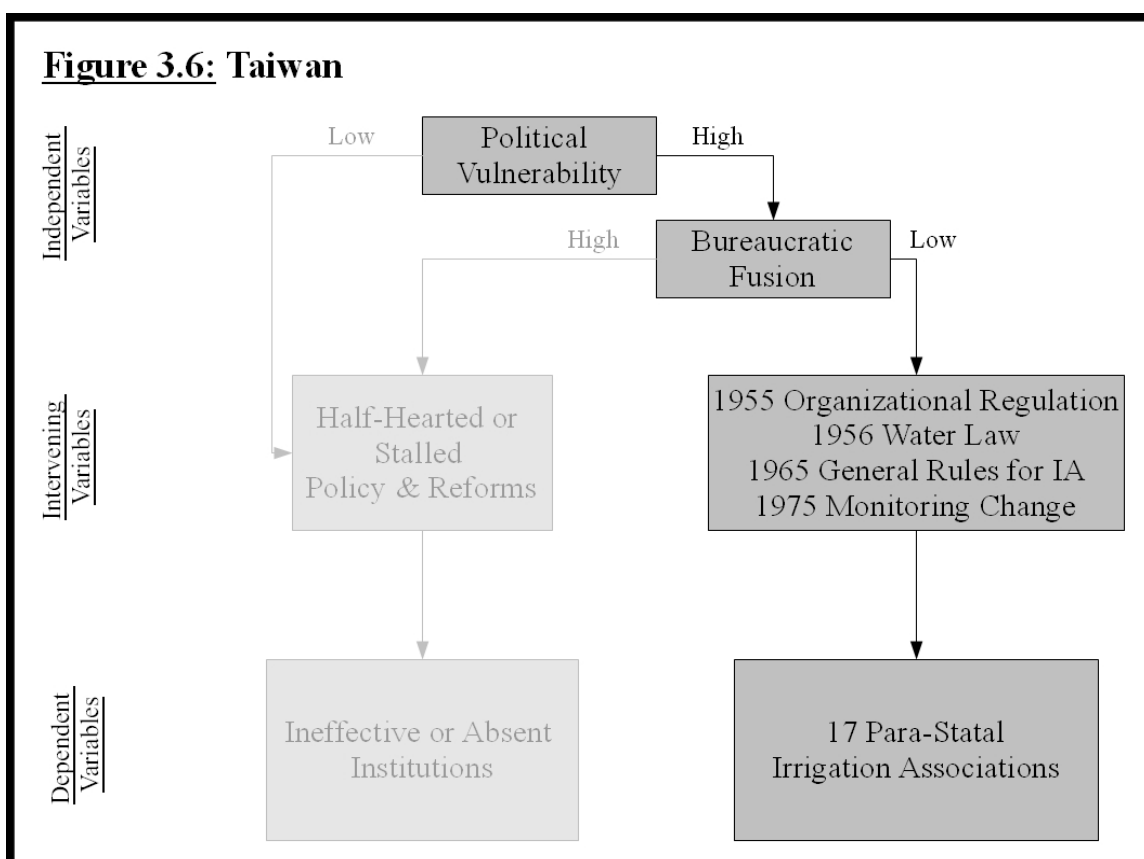 Figure 3.6: Taiwan
Independent
Variables
Low
Political
Vulnerability
High
High
Bureaucratic
Fusion
Low
Intervening
Variables
Half-Hearted or
Stalled
Policy & Reforms
1955 Organizational Regulation
1956 Water Law
1965 General Rules for IA
1975 Monitoring Change
Dependent
Variables
Ineffective or Absent
Institutions
17 Para-Statal
Irrigation Associations